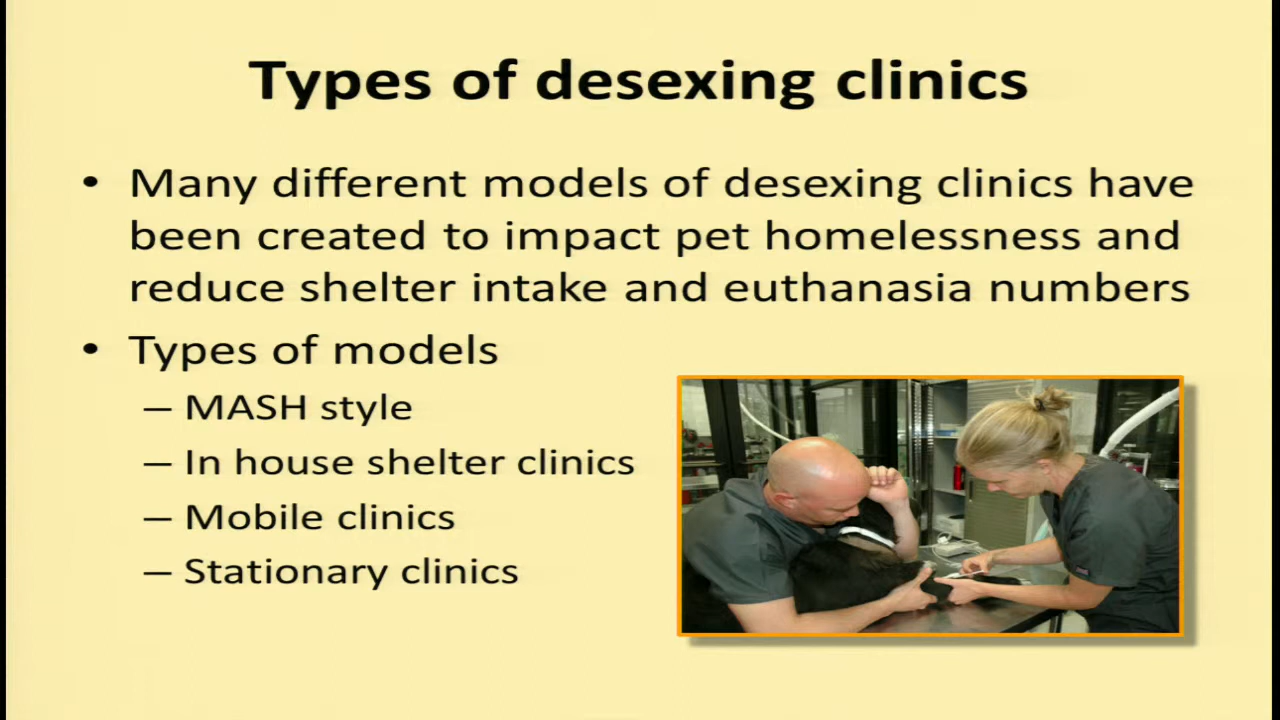 Types of desexing clinics
• Many different models of desexing clinics have
been created to impact pet homelessness and
reduce shelter intake and euthanasia numbers
• Types of models
– MASH style
– In house shelter clinics
– Mobile clinics
– Stationary clinics